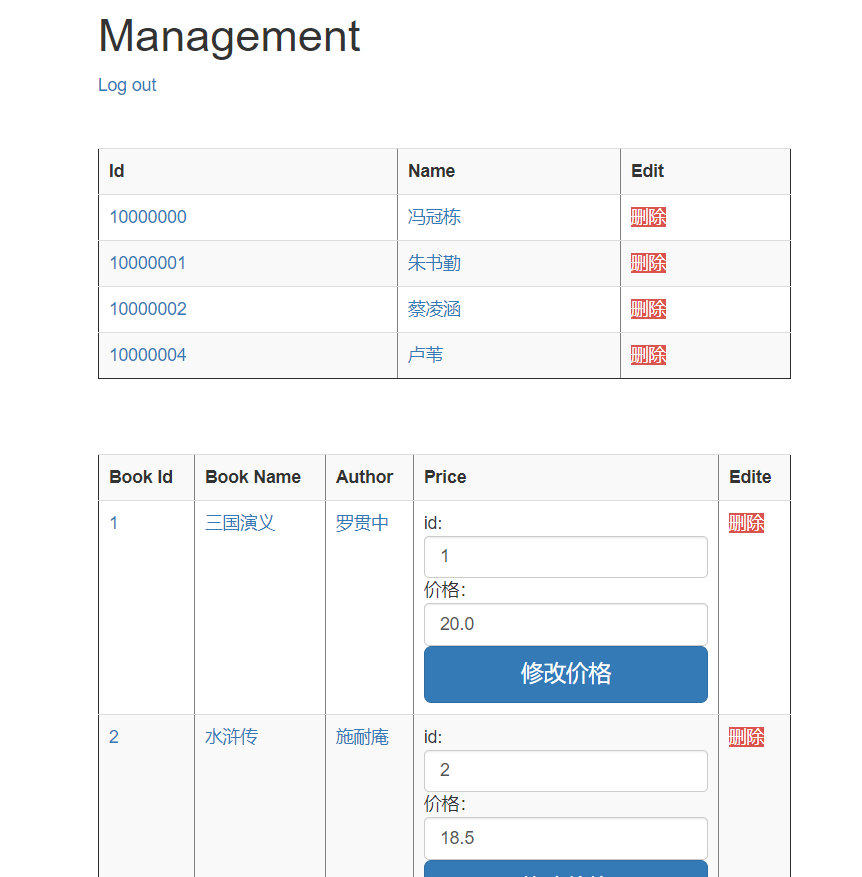 Management
Log out
Id Name Edit
10000000 冯冠栋 删除
10000001 朱书勤 删除
10000002 蔡凌涵 删除
10000004 卢苇 删除
Book Id Book Name Author Price Edite
1 三国演义 罗贯中 id: 删除
1
价格：
20.0
修改价格
2 水浒传 施耐庵 id: 删除
2
价格：
18.5